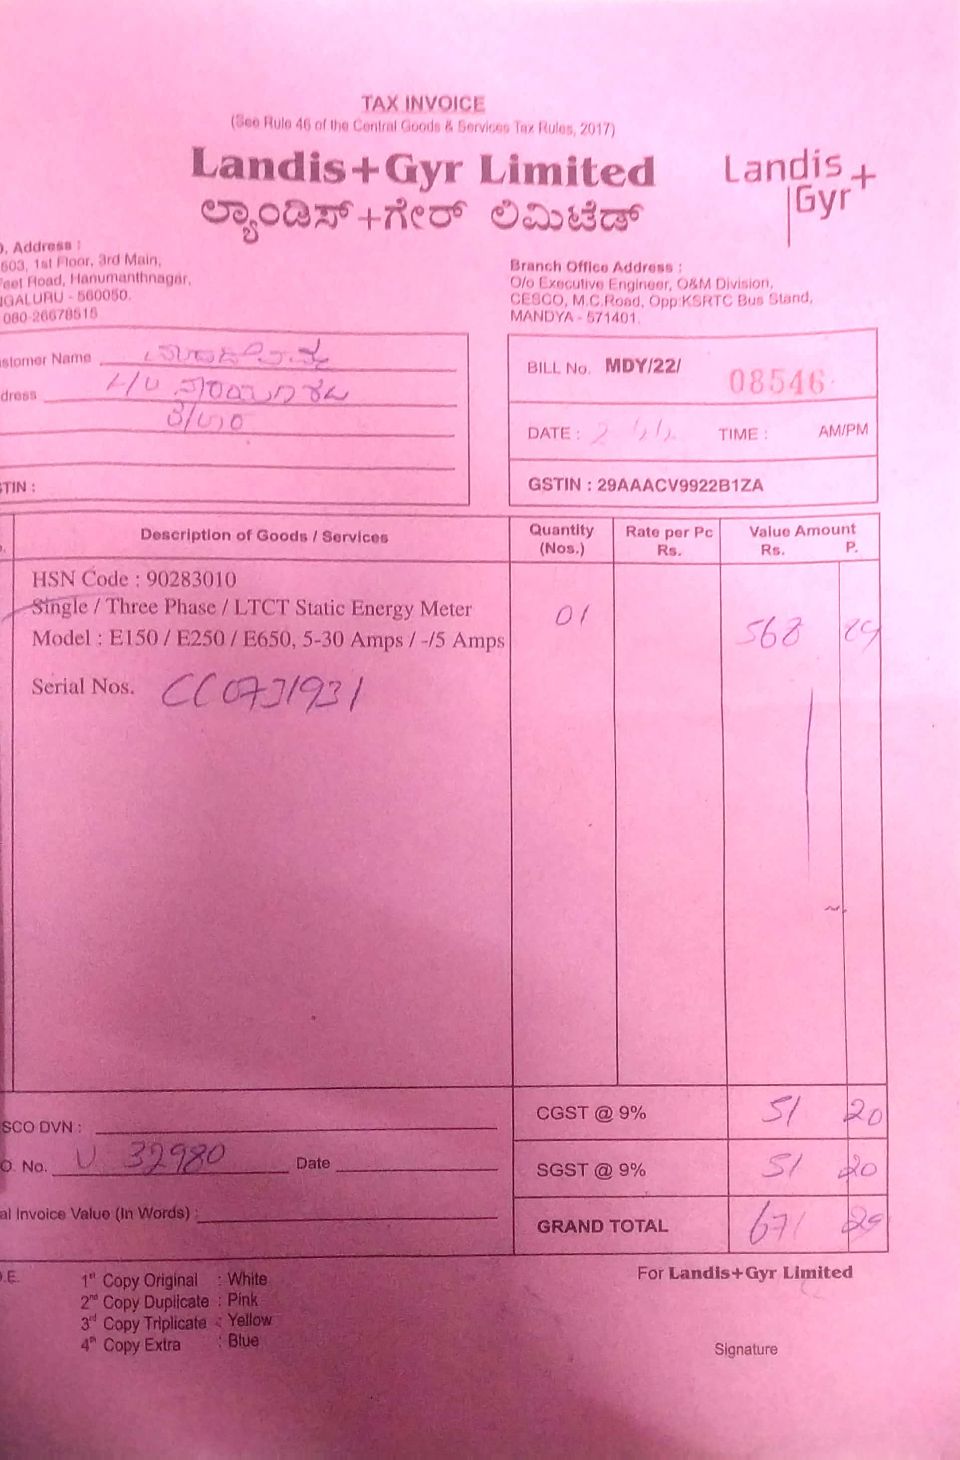 TAX INVOICE
(See Rule 46 of the Central Goods & Services Tax Rules, 2017)
Landis+Gyr Limited
ಲ್ಯಾಂಡಿಸ್+ಗೇರ್ ಲಿಮಿಟೆಡ್
Landis+
Gyr
. Address :
603, 1st Floor, 3rd Main,
Feet Road, Hanumanthnagar,
NGALURU - 560050.
080-26678515
Branch Office Address :
O/o Executive Engineer, O&M Division,
CESCO, M.C.Road, Opp:KSRTC Bus Stand,
MANDYA - 571401.
stomer Name
dress
TIN :
BILL No. MDY/22/ 08546
DATE : TIME : AM/PM
GSTIN : 29AAACV9922B1ZA
Description of Goods / Services Quantity (Nos.) Rate per Pc Rs. Value Amount Rs. P.
HSN Code : 90283010
Single / Three Phase / LTCT Static Energy Meter 01
Model : E150 / E250 / E650, 5-30 Amps / -/5 Amps 568 29
Serial Nos. CC0731931
CGST @ 9% 51 20
SCO DVN :
O. No. U 32980 Date
SGST @ 9% 51 20
al Invoice Value (In Words) :
GRAND TOTAL 671 29
.E.
For Landis+Gyr Limited
1st Copy Original : White
2nd Copy Duplicate : Pink
3rd Copy Triplicate : Yellow
4th Copy Extra : Blue
Signature